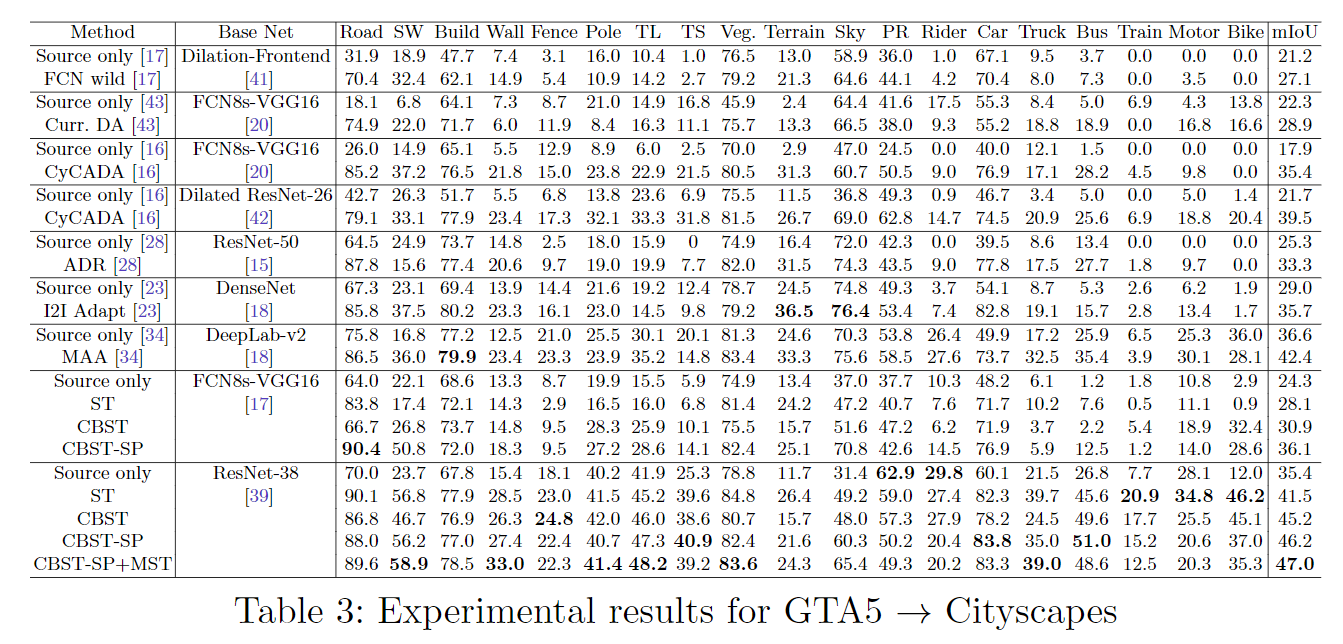 Method Base Net Road SW Build Wall Fence Pole TL TS Veg. Terrain Sky PR Rider Car Truck Bus Train Motor Bike mIoU
Source only [17] Dilation-Frontend 31.9 18.9 47.7 7.4 3.1 16.0 10.4 1.0 76.5 13.0 58.9 36.0 1.0 67.1 9.5 3.7 0.0 0.0 0.0 21.2
FCN wild [17] [41] 70.4 32.4 62.1 14.9 5.4 10.9 14.2 2.7 79.2 21.3 64.6 44.1 4.2 70.4 8.0 7.3 0.0 3.5 0.0 27.1
Source only [43] FCN8s-VGG16 18.1 6.8 64.1 7.3 8.7 21.0 14.9 16.8 45.9 2.4 64.4 41.6 17.5 55.3 8.4 5.0 6.9 4.3 13.8 22.3
Curr. DA [43] [20] 74.9 22.0 71.7 6.0 11.9 8.4 16.3 11.1 75.7 13.3 66.5 38.0 9.3 55.2 18.8 18.9 0.0 16.8 16.6 28.9
Source only [16] FCN8s-VGG16 26.0 14.9 65.1 5.5 12.9 8.9 6.0 2.5 70.0 2.9 47.0 24.5 0.0 40.0 12.1 1.5 0.0 0.0 0.0 17.9
CyCADA [16] [20] 85.2 37.2 76.5 21.8 15.0 23.8 22.9 21.5 80.5 31.3 60.7 50.5 9.0 76.9 17.1 28.2 4.5 9.8 0.0 35.4
Source only [16] Dilated ResNet-26 42.7 26.3 51.7 5.5 6.8 13.8 23.6 6.9 75.5 11.5 36.8 49.3 0.9 46.7 3.4 5.0 0.0 5.0 1.4 21.7
CyCADA [16] [42] 79.1 33.1 77.9 23.4 17.3 32.1 33.3 31.8 81.5 26.7 69.0 62.8 14.7 74.5 20.9 25.6 6.9 18.8 20.4 39.5
Source only [28] ResNet-50 64.5 24.9 73.7 14.8 2.5 18.0 15.9 0 74.9 16.4 72.0 42.3 0.0 39.5 8.6 13.4 0.0 0.0 0.0 25.3
ADR [28] [15] 87.8 15.6 77.4 20.6 9.7 19.0 19.9 7.7 82.0 31.5 74.3 43.5 9.0 77.8 17.5 27.7 1.8 9.7 0.0 33.3
Source only [23] DenseNet 67.3 23.1 69.4 13.9 14.4 21.6 19.2 12.4 78.7 24.5 74.8 49.3 3.7 54.1 8.7 5.3 2.6 6.2 1.9 29.0
I2I Adapt [23] [18] 85.8 37.5 80.2 23.3 16.1 23.0 14.5 9.8 79.2 36.5 76.4 53.4 7.4 82.8 19.1 15.7 2.8 13.4 1.7 35.7
Source only [34] DeepLab-v2 75.8 16.8 77.2 12.5 21.0 25.5 30.1 20.1 81.3 24.6 70.3 53.8 26.4 49.9 17.2 25.9 6.5 25.3 36.0 36.6
MAA [34] [18] 86.5 36.0 79.9 23.4 23.3 23.9 35.2 14.8 83.4 33.3 75.6 58.5 27.6 73.7 32.5 35.4 3.9 30.1 28.1 42.4
Source only FCN8s-VGG16 64.0 22.1 68.6 13.3 8.7 19.9 15.5 5.9 74.9 13.4 37.0 37.7 10.3 48.2 6.1 1.2 1.8 10.8 2.9 24.3
ST [17] 83.8 17.4 72.1 14.3 2.9 16.5 16.0 6.8 81.4 24.2 47.2 40.7 7.6 71.7 10.2 7.6 0.5 11.1 0.9 28.1
CBST 66.7 26.8 73.7 14.8 9.5 28.3 25.9 10.1 75.5 15.7 51.6 47.2 6.2 71.9 3.7 2.2 5.4 18.9 32.4 30.9
CBST-SP 90.4 50.8 72.0 18.3 9.5 27.2 28.6 14.1 82.4 25.1 70.8 42.6 14.5 76.9 5.9 12.5 1.2 14.0 28.6 36.1
Source only ResNet-38 70.0 23.7 67.8 15.4 18.1 40.2 41.9 25.3 78.8 11.7 31.4 62.9 29.8 60.1 21.5 26.8 7.7 28.1 12.0 35.4
ST [39] 90.1 56.8 77.9 28.5 23.0 41.5 45.2 39.6 84.8 26.4 49.2 59.0 27.4 82.3 39.7 45.6 20.9 34.8 46.2 41.5
CBST 86.8 46.7 76.9 26.3 24.8 42.0 46.0 38.6 80.7 15.7 48.0 57.3 27.9 78.2 24.5 49.6 17.7 25.5 45.1 45.2
CBST-SP 88.0 56.2 77.0 27.4 22.4 40.7 47.3 40.9 82.4 21.6 60.3 50.2 20.4 83.8 35.0 51.0 15.2 20.6 37.0 46.2
CBST-SP+MST 89.6 58.9 78.5 33.0 22.3 41.4 48.2 39.2 83.6 24.3 65.4 49.3 20.2 83.3 39.0 48.6 12.5 20.3 35.3 47.0
Table 3: Experimental results for GTA5 → Cityscapes